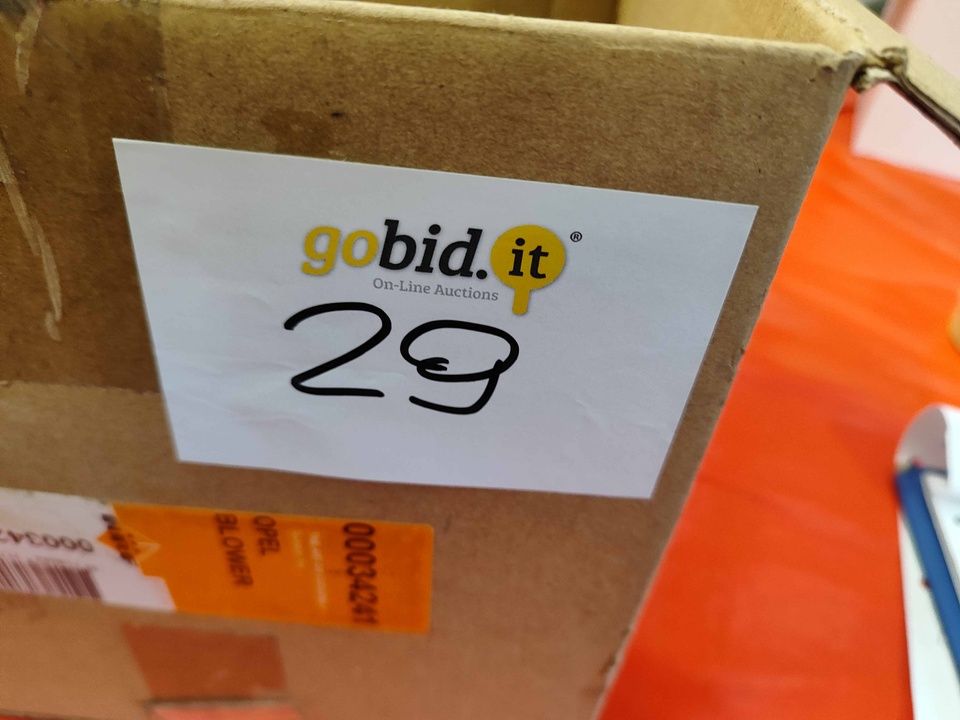 gobid.it®
On-Line Auctions
29
00034241
OPEL
BLOWER